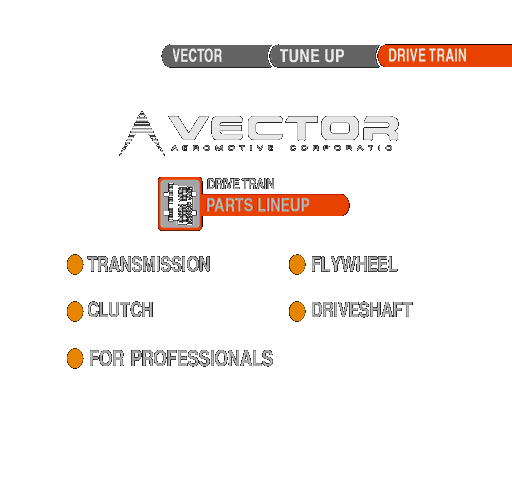 VECTOR TUNE UP DRIVE TRAIN
VECTOR
AEROMOTIVE CORPORATIO
DRIVE TRAIN
PARTS LINEUP
TRANSMISSION FLYWHEEL
CLUTCH DRIVESHAFT
FOR PROFESSIONALS